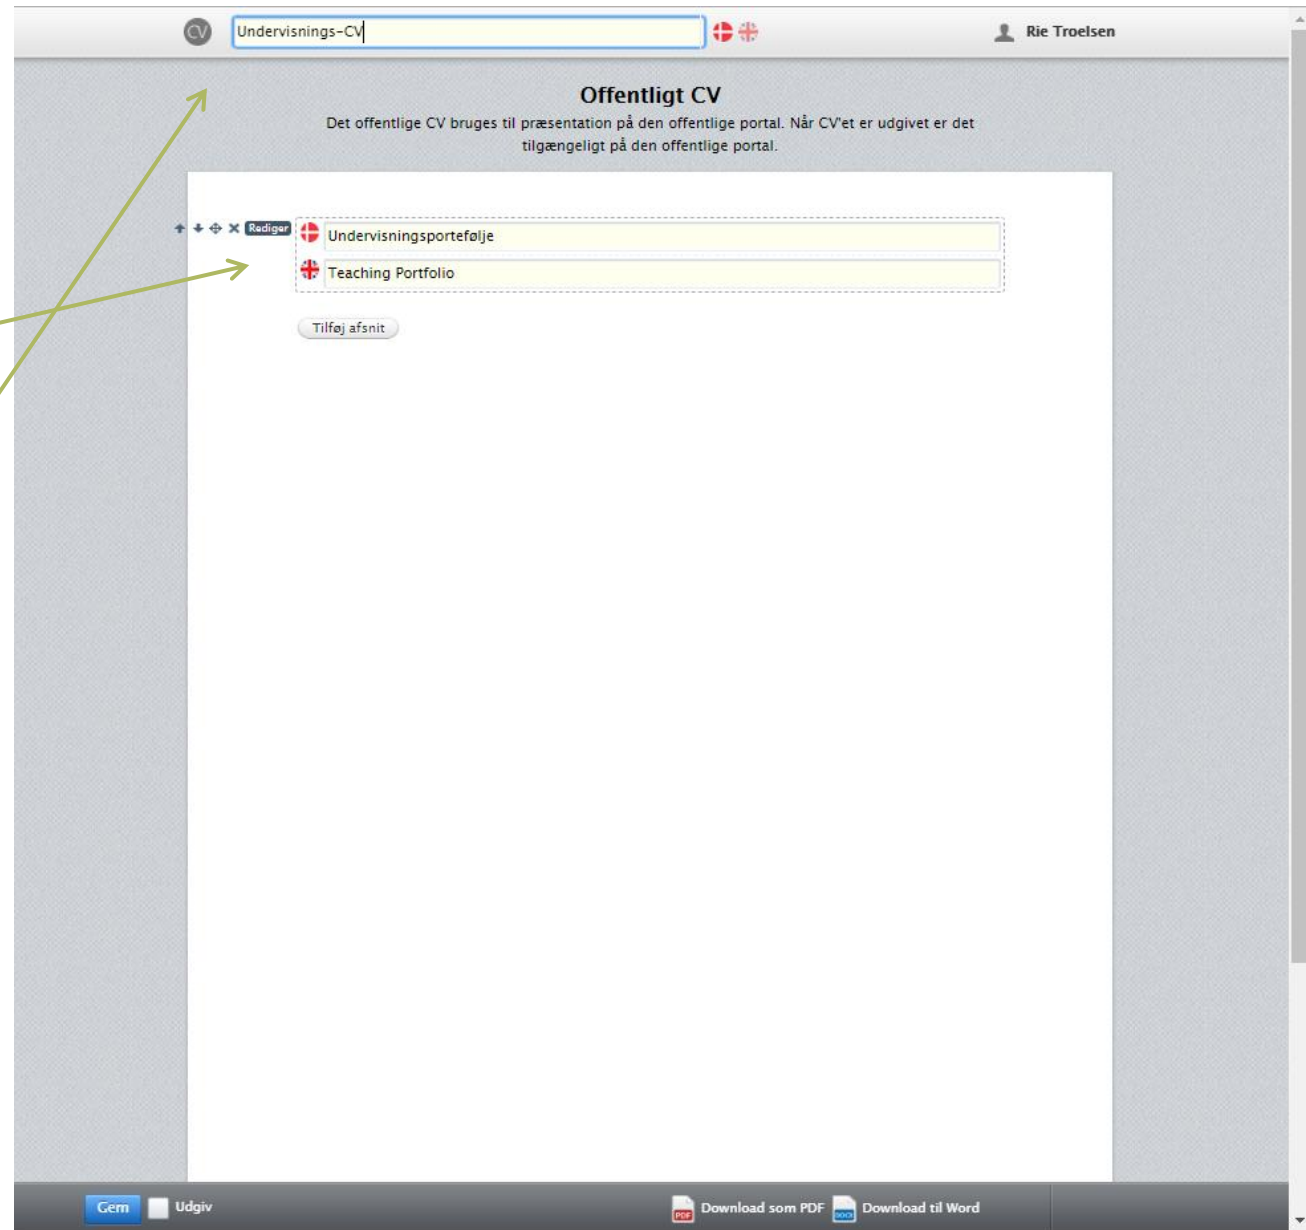 CV
Undervisnings-CV
Rie Troelsen
Offentligt CV
Det offentlige CV bruges til præsentation på den offentlige portal. Når CV'et er udgivet er det
tilgængeligt på den offentlige portal.
Rediger
Undervisningsportefølje
Teaching Portfolio
Tilføj afsnit
Gem
Udgiv
PDF
Download som PDF
DOCX
Download til Word